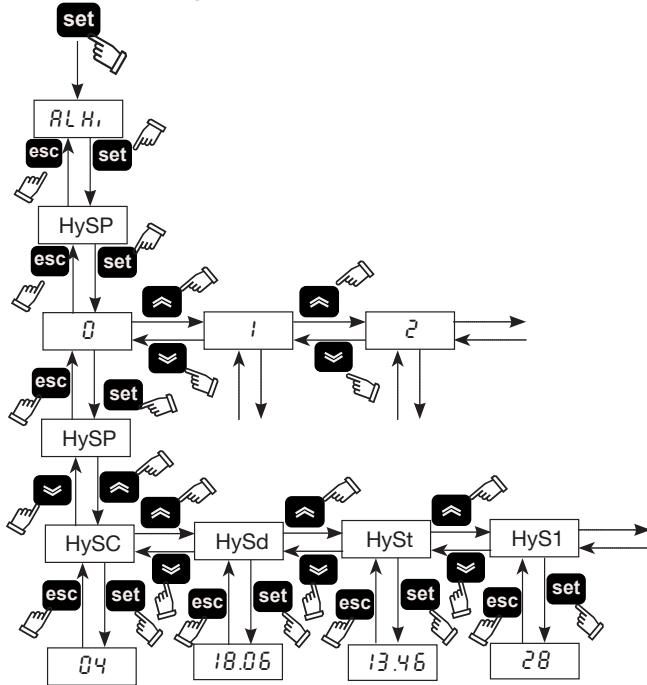 set
ALHi
esc set
HySP
esc set
0 1 2
esc set
HySP
HySC HySd HySt HyS1
esc set esc set esc set esc set
04 18.06 13.46 28